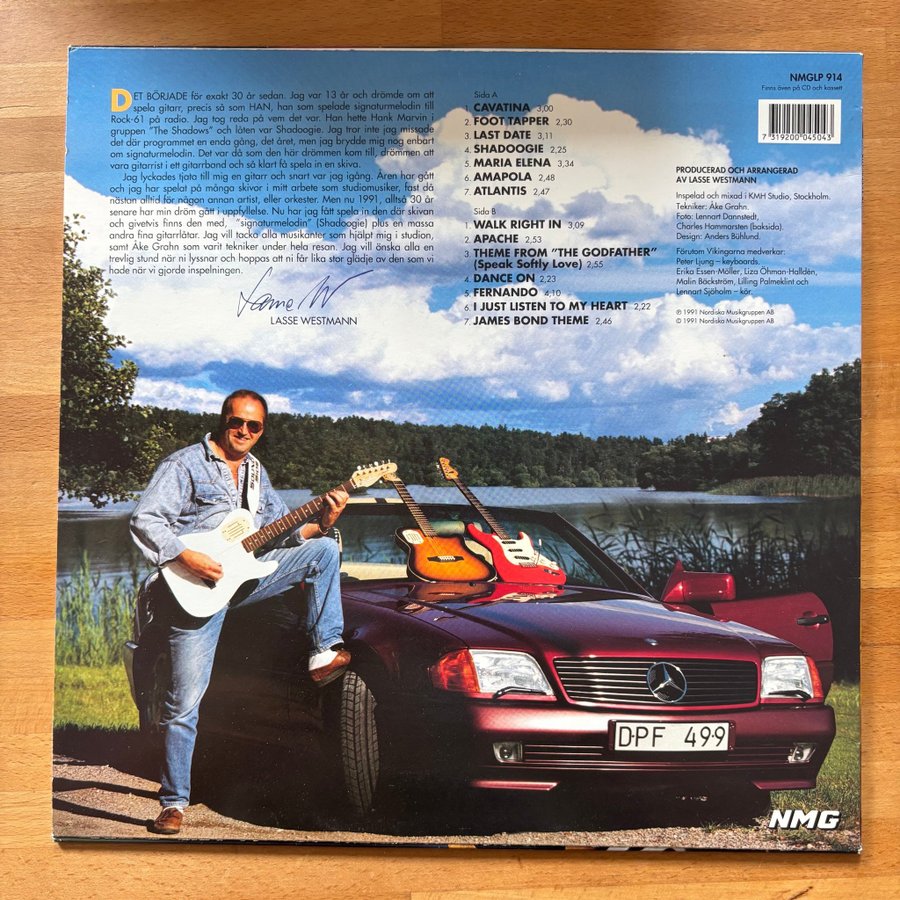 DET BÖRJADE för exakt 30 år sedan. Jag var 13 år och drömde om att
spela gitarr, precis så som HAN, han som spelade signaturmelodin till
Rock-61 på radio. Jag tog reda på vem det var. Han hette Hank Marvin i
gruppen "The Shadows" och låten var Shadoogie. Jag tror inte jag missade
det där programmet en enda gång, det året, men jag brydde mig nog enbart
om signaturmelodin. Det var då som den här drömmen kom till, drömmen att
vara gitarrist i ett gitarrband och så klart få spela in en skiva.
Jag lyckades tjata till mig en gitarr och snart var jag igång. Åren har gått
och jag har spelat på många skivor i mitt arbete som studiomusiker, fast då
nästan alltid för någon annan artist, eller orkester. Men nu 1991, alltså 30 år
senare har min dröm gått i uppfyllelse. Nu har jag fått spela in den där skivan
och givetvis finns den med, "signaturmelodin" (Shadoogie) plus en massa
andra fina gitarrlåtar. Jag vill tacka alla musikanter som hjälpt mig i studion,
samt Åke Grahn som varit tekniker under hela resan. Jag vill önska alla en
trevlig stund när ni lyssnar och hoppas att ni får lika stor glädje av den som vi
hade när vi gjorde inspelningen.
LASSE WESTMANN
Sida A
1. CAVATINA 3,00
2. FOOT TAPPER 2,30
3. LAST DATE 3,11
4. SHADOOGIE 2,25
5. MARIA ELENA 3,34
6. AMAPOLA 2,48
7. ATLANTIS 2,47
Sida B
1. WALK RIGHT IN 3,09
2. APACHE 2,53
3. THEME FROM "THE GODFATHER"
(Speak Softly Love) 2,55
4. DANCE ON 2,23
5. FERNANDO 4,10
6. I JUST LISTEN TO MY HEART 2,22
7. JAMES BOND THEME 2,46
NMGLP 914
Finns även på CD och kassett
7 319200 045043
PRODUCERAD OCH ARRANGERAD
AV LASSE WESTMANN
Inspelad och mixad i KMH Studio, Stockholm.
Tekniker: Åke Grahn.
Foto: Lennart Dannstedt,
Charles Hammarsten (baksida).
Design: Anders Bühlund.
Förutom Vikingarna medverkar:
Peter Ljung – keyboards,
Erika Essen-Möller, Liza Öhman-Halldén,
Malin Bäckström, Lilling Palmeklint och
Lennart Sjöholm – kör.
℗ 1991 Nordiska Musikgruppen AB
© 1991 Nordiska Musikgruppen AB
DPF 499
NMG